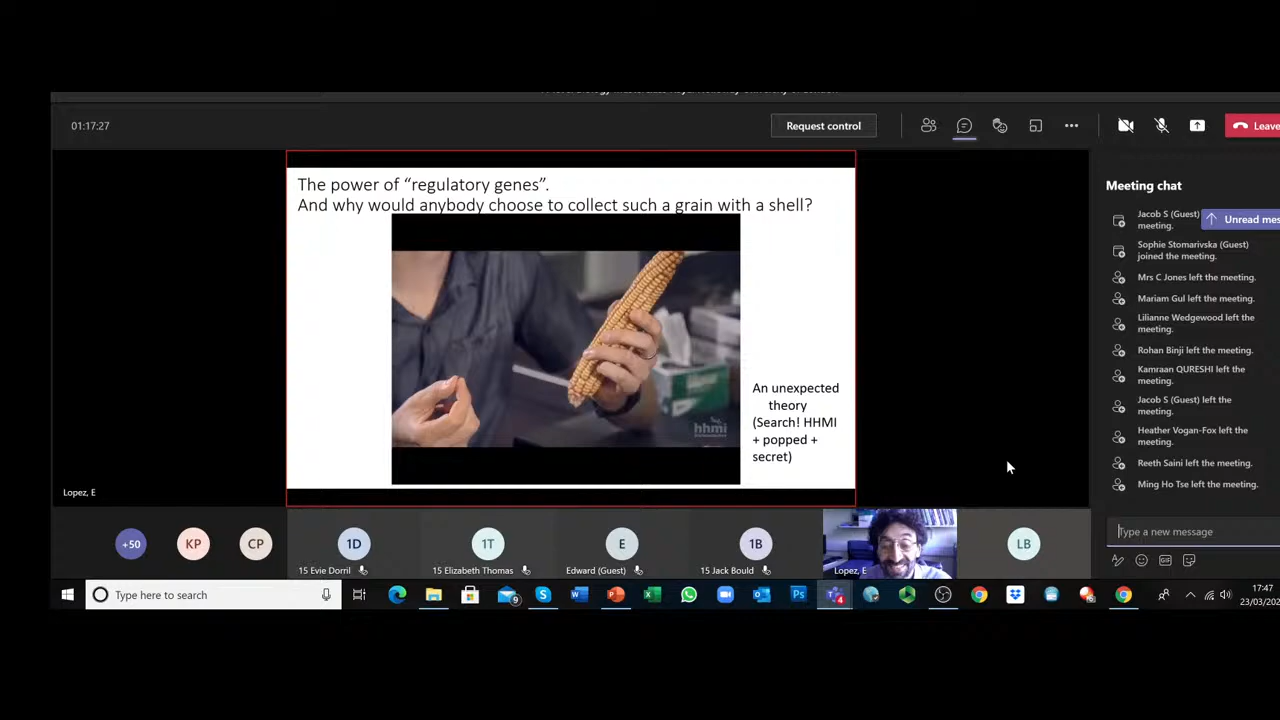 01:17:27
Request control
Leave
The power of “regulatory genes”.
And why would anybody choose to collect such a grain with a shell?
hhmi
An unexpected
theory
(Search! HHMI
+ popped +
secret)
Lopez, E
Meeting chat
Jacob S (Guest)
meeting.
Unread mes
Sophie Stomarivska (Guest)
joined the meeting.
Mrs C Jones left the meeting.
Mariam Gul left the meeting.
Lilianne Wedgewood left the
meeting.
Rohan Binji left the meeting.
Kamraan QURESHI left the
meeting.
Jacob S (Guest) left the
meeting.
Heather Vogan-Fox left the
meeting.
Reeth Saini left the meeting.
Ming Ho Tse left the meeting.
Type a new message
+50
KP
CP
1D
15 Evie Dorril
1T
15 Elizabeth Thomas
E
Edward (Guest)
1B
15 Jack Bould
Lopez, E
LB
Type here to search
9
4
17:47
23/03/202